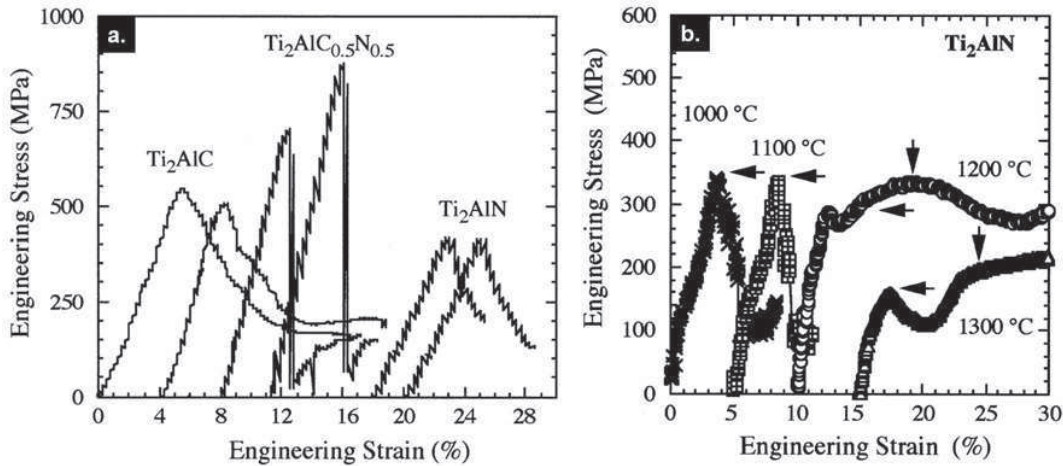 a.
Ti2AlC0.5N0.5
Ti2AlC
Ti2AlN
1000
750
500
250
0
0 4 8 12 16 20 24 28
Engineering Stress (MPa)
Engineering Strain (%)
b.
Ti2AlN
1000 °C
1100 °C
1200 °C
1300 °C
600
500
400
300
200
100
0
0 5 10 15 20 25 30
Engineering Stress (MPa)
Engineering Strain (%)